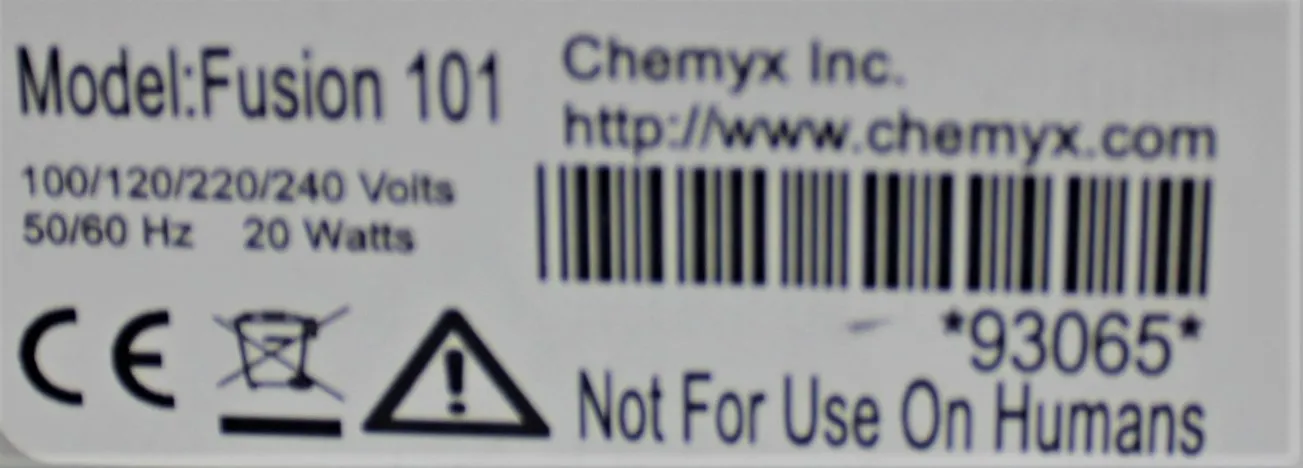 Model:Fusion 101
100/120/220/240 Volts
50/60 Hz 20 Watts
CE
Chemyx Inc.
http://www.chemyx.com
*93065*
Not For Use On Humans